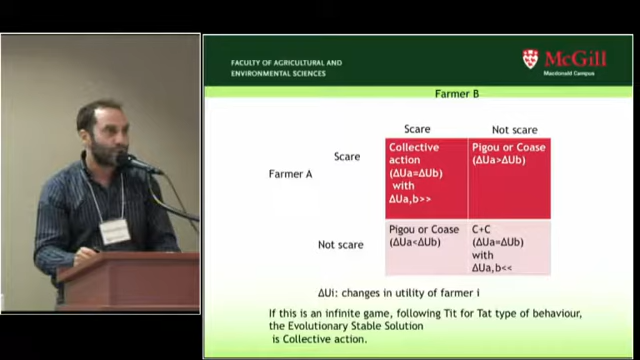 FACULTY OF AGRICULTURAL AND
ENVIRONMENTAL SCIENCES
McGill
Macdonald Campus
Farmer B
Scare
Not scare
Farmer A
Scare
Collective
action
(ΔUa=ΔUb)
with
ΔUa,b>>
Pigou or Coase
(ΔUa>ΔUb)
Not scare
Pigou or Coase
(ΔUa<ΔUb)
C+C
(ΔUa=ΔUb)
with
ΔUa,b<<
ΔUi: changes in utility of farmer i
If this is an infinite game, following Tit for Tat type of behaviour,
the Evolutionary Stable Solution
is Collective action.